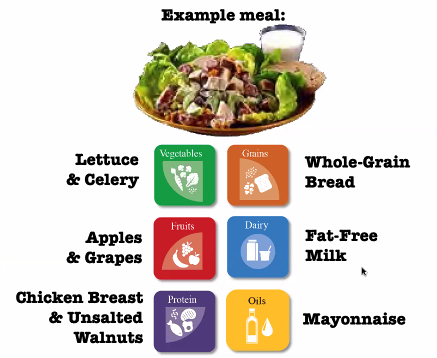 Example meal:
Lettuce
& Celery
Vegetables
Grains
Whole-Grain
Bread
Apples
& Grapes
Fruits
Dairy
Fat-Free
Milk
Chicken Breast
& Unsalted
Walnuts
Protein
Oils
Mayonnaise